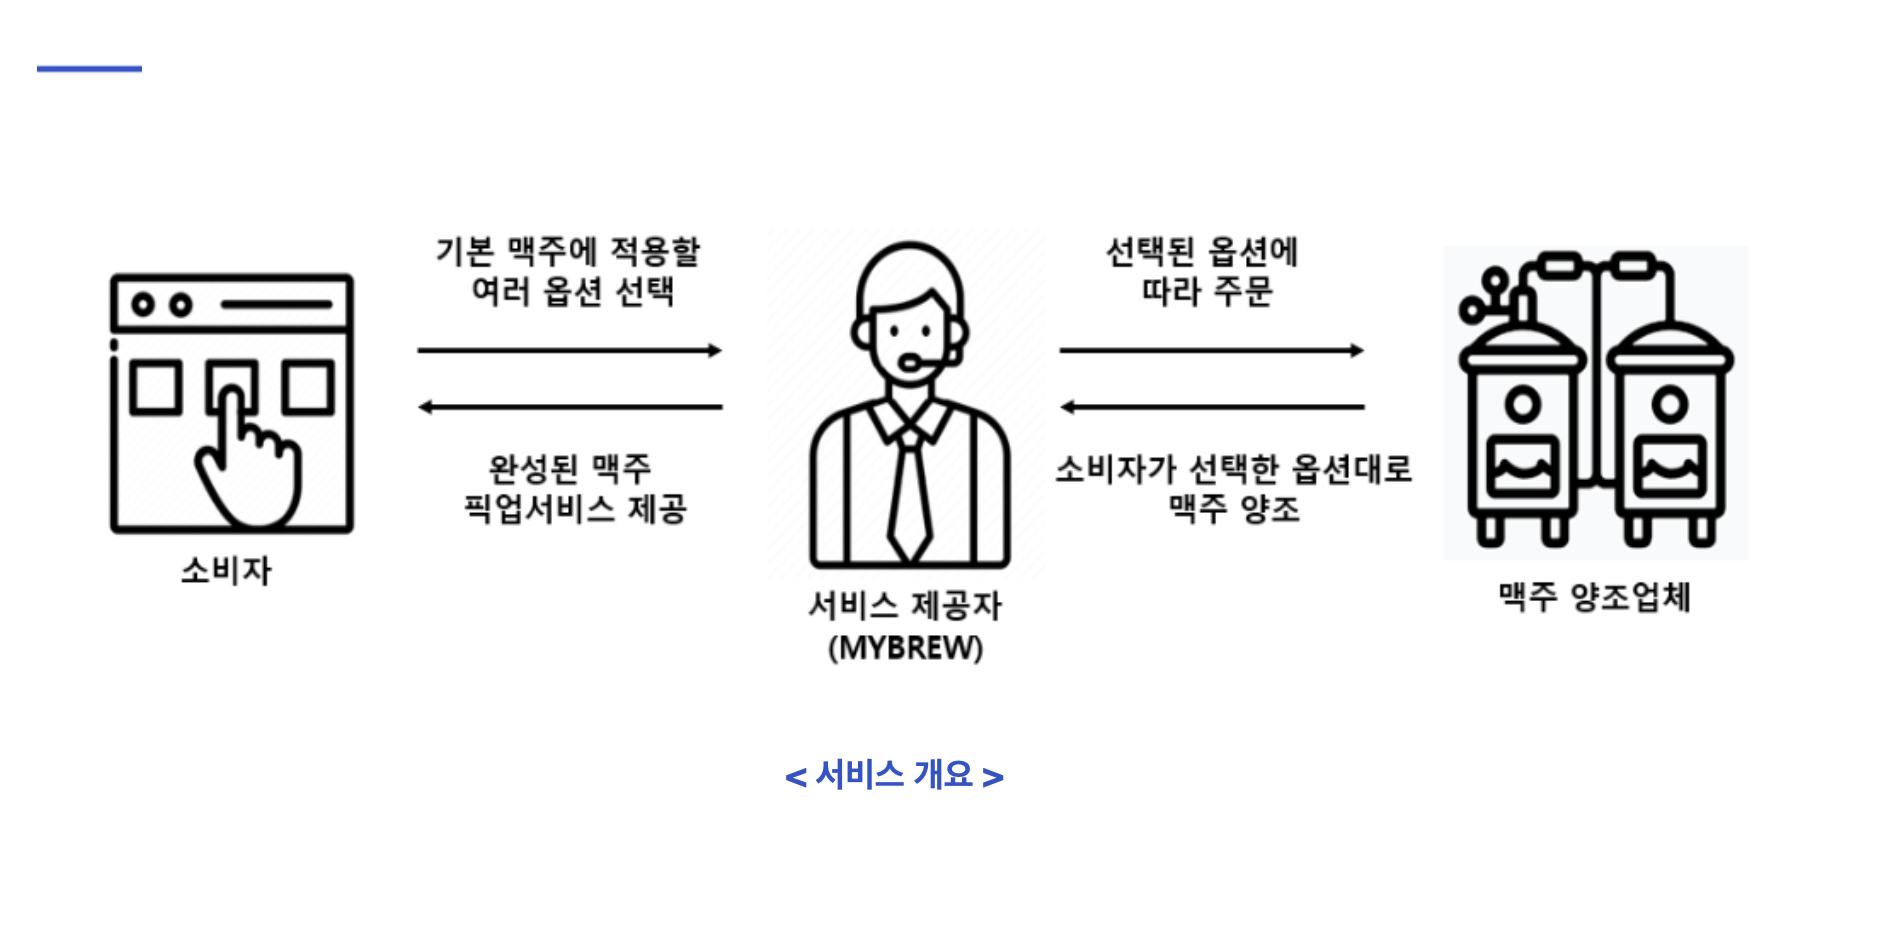 기본 맥주에 적용할
여러 옵션 선택
완성된 맥주
픽업서비스 제공
소비자
서비스 제공자
(MYBREW)
선택된 옵션에
따라 주문
소비자가 선택한 옵션대로
맥주 양조
맥주 양조업체
< 서비스 개요 >